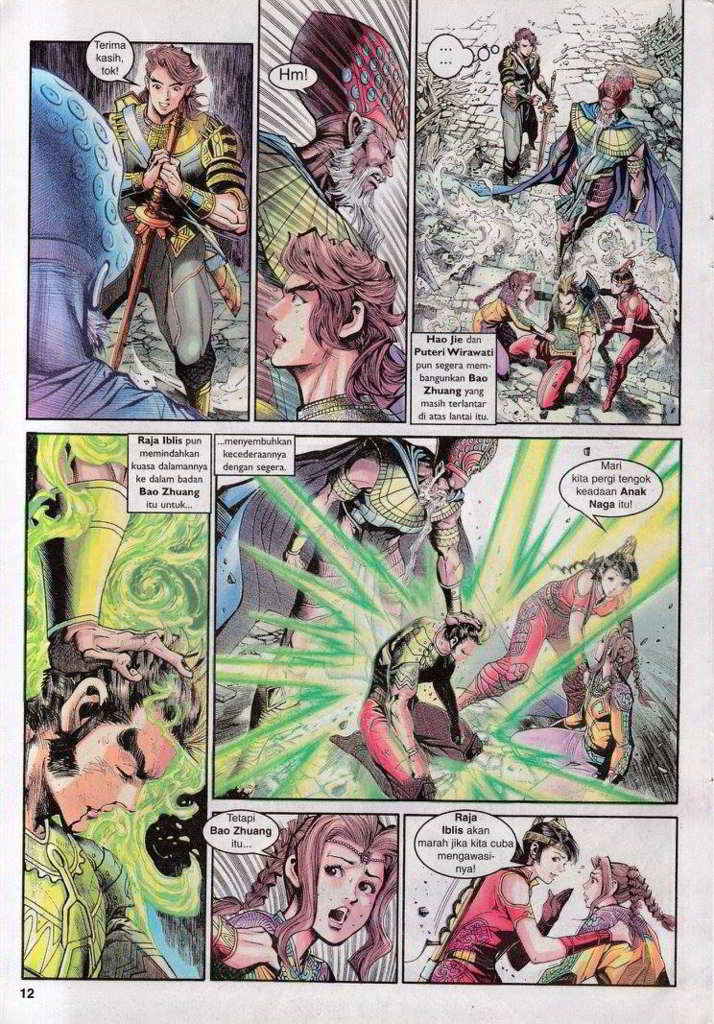 Terima
kasih,
tok!
Hm!
...
...
Hao Jie dan
Puteri Wirawati
pun segera mem-
bangunkan Bao
Zhuang yang
masih terlantar
di atas lantai itu.
Raja Iblis pun
memindahkan
kuasa dalamannya
ke dalam badan
Bao Zhuang
itu untuk...
...menyembuhkan
kecederaannya
dengan segera.
Mari
kita pergi tengok
keadaan Anak
Naga itu!
Tetapi
Bao Zhuang
itu...
Raja
Iblis akan
marah jika kita cuba
mengawasi-
nya!
12